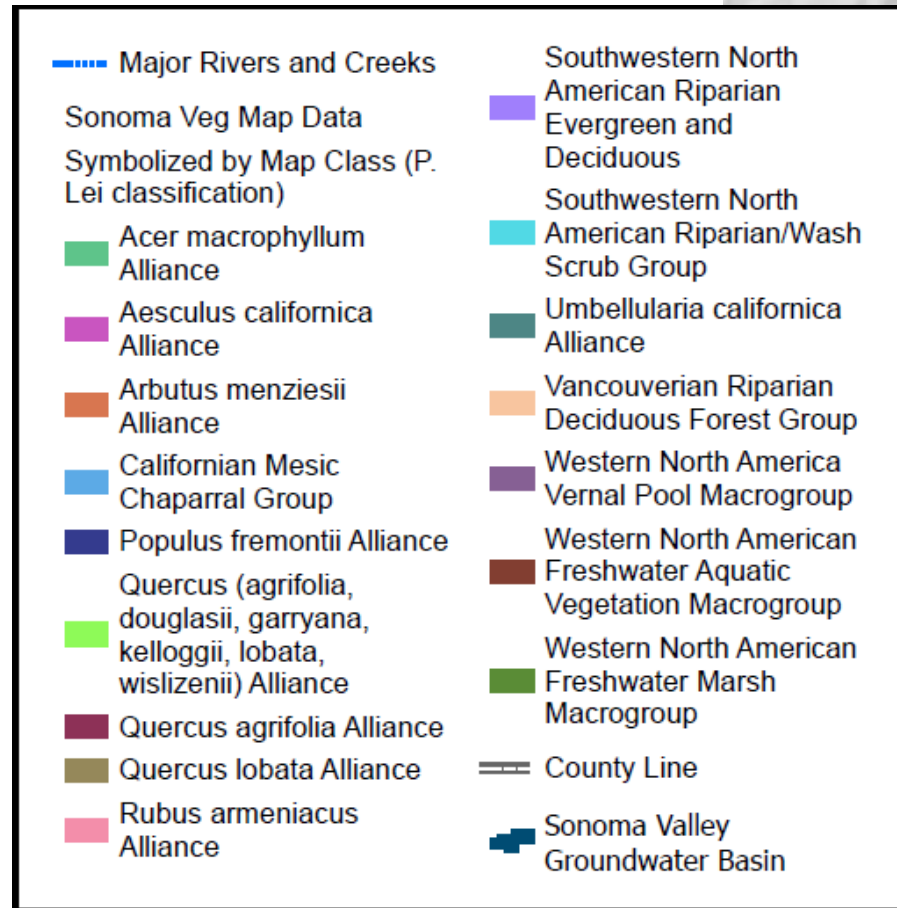 Major Rivers and Creeks
Sonoma Veg Map Data
Symbolized by Map Class (P.
Lei classification)
Acer macrophyllum
Alliance
Aesculus californica
Alliance
Arbutus menziesii
Alliance
Californian Mesic
Chaparral Group
Populus fremontii Alliance
Quercus (agrifolia,
douglasii, garryana,
kelloggii, lobata,
wislizenii) Alliance
Quercus agrifolia Alliance
Quercus lobata Alliance
Rubus armeniacus
Alliance
Southwestern North
American Riparian
Evergreen and
Deciduous
Southwestern North
American Riparian/Wash
Scrub Group
Umbellularia californica
Alliance
Vancouverian Riparian
Deciduous Forest Group
Western North America
Vernal Pool Macrogroup
Western North American
Freshwater Aquatic
Vegetation Macrogroup
Western North American
Freshwater Marsh
Macrogroup
County Line
Sonoma Valley
Groundwater Basin